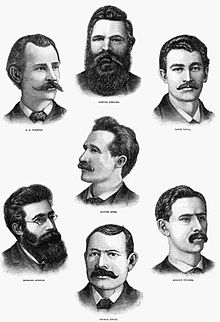 SAMUEL FIELDEN.
A. R. PARSONS.
LOUIS LINGG.
AUGUST SPIES.
MICHAEL SCHWAB.
ADOLPH FISCHER.
GEORGE ENGEL.